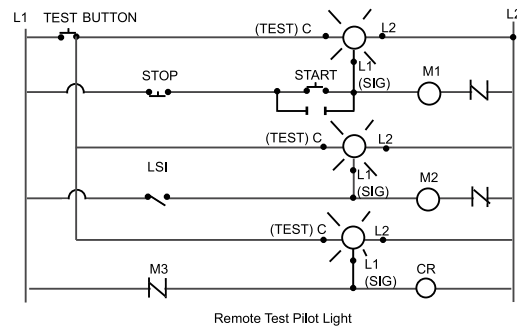 L1 TEST BUTTON (TEST) C L2 L2
L1
STOP START (SIG) M1
(TEST) C L2
LSI L1
(SIG) M2
(TEST) C L2
M3 L1 CR
(SIG)
Remote Test Pilot Light